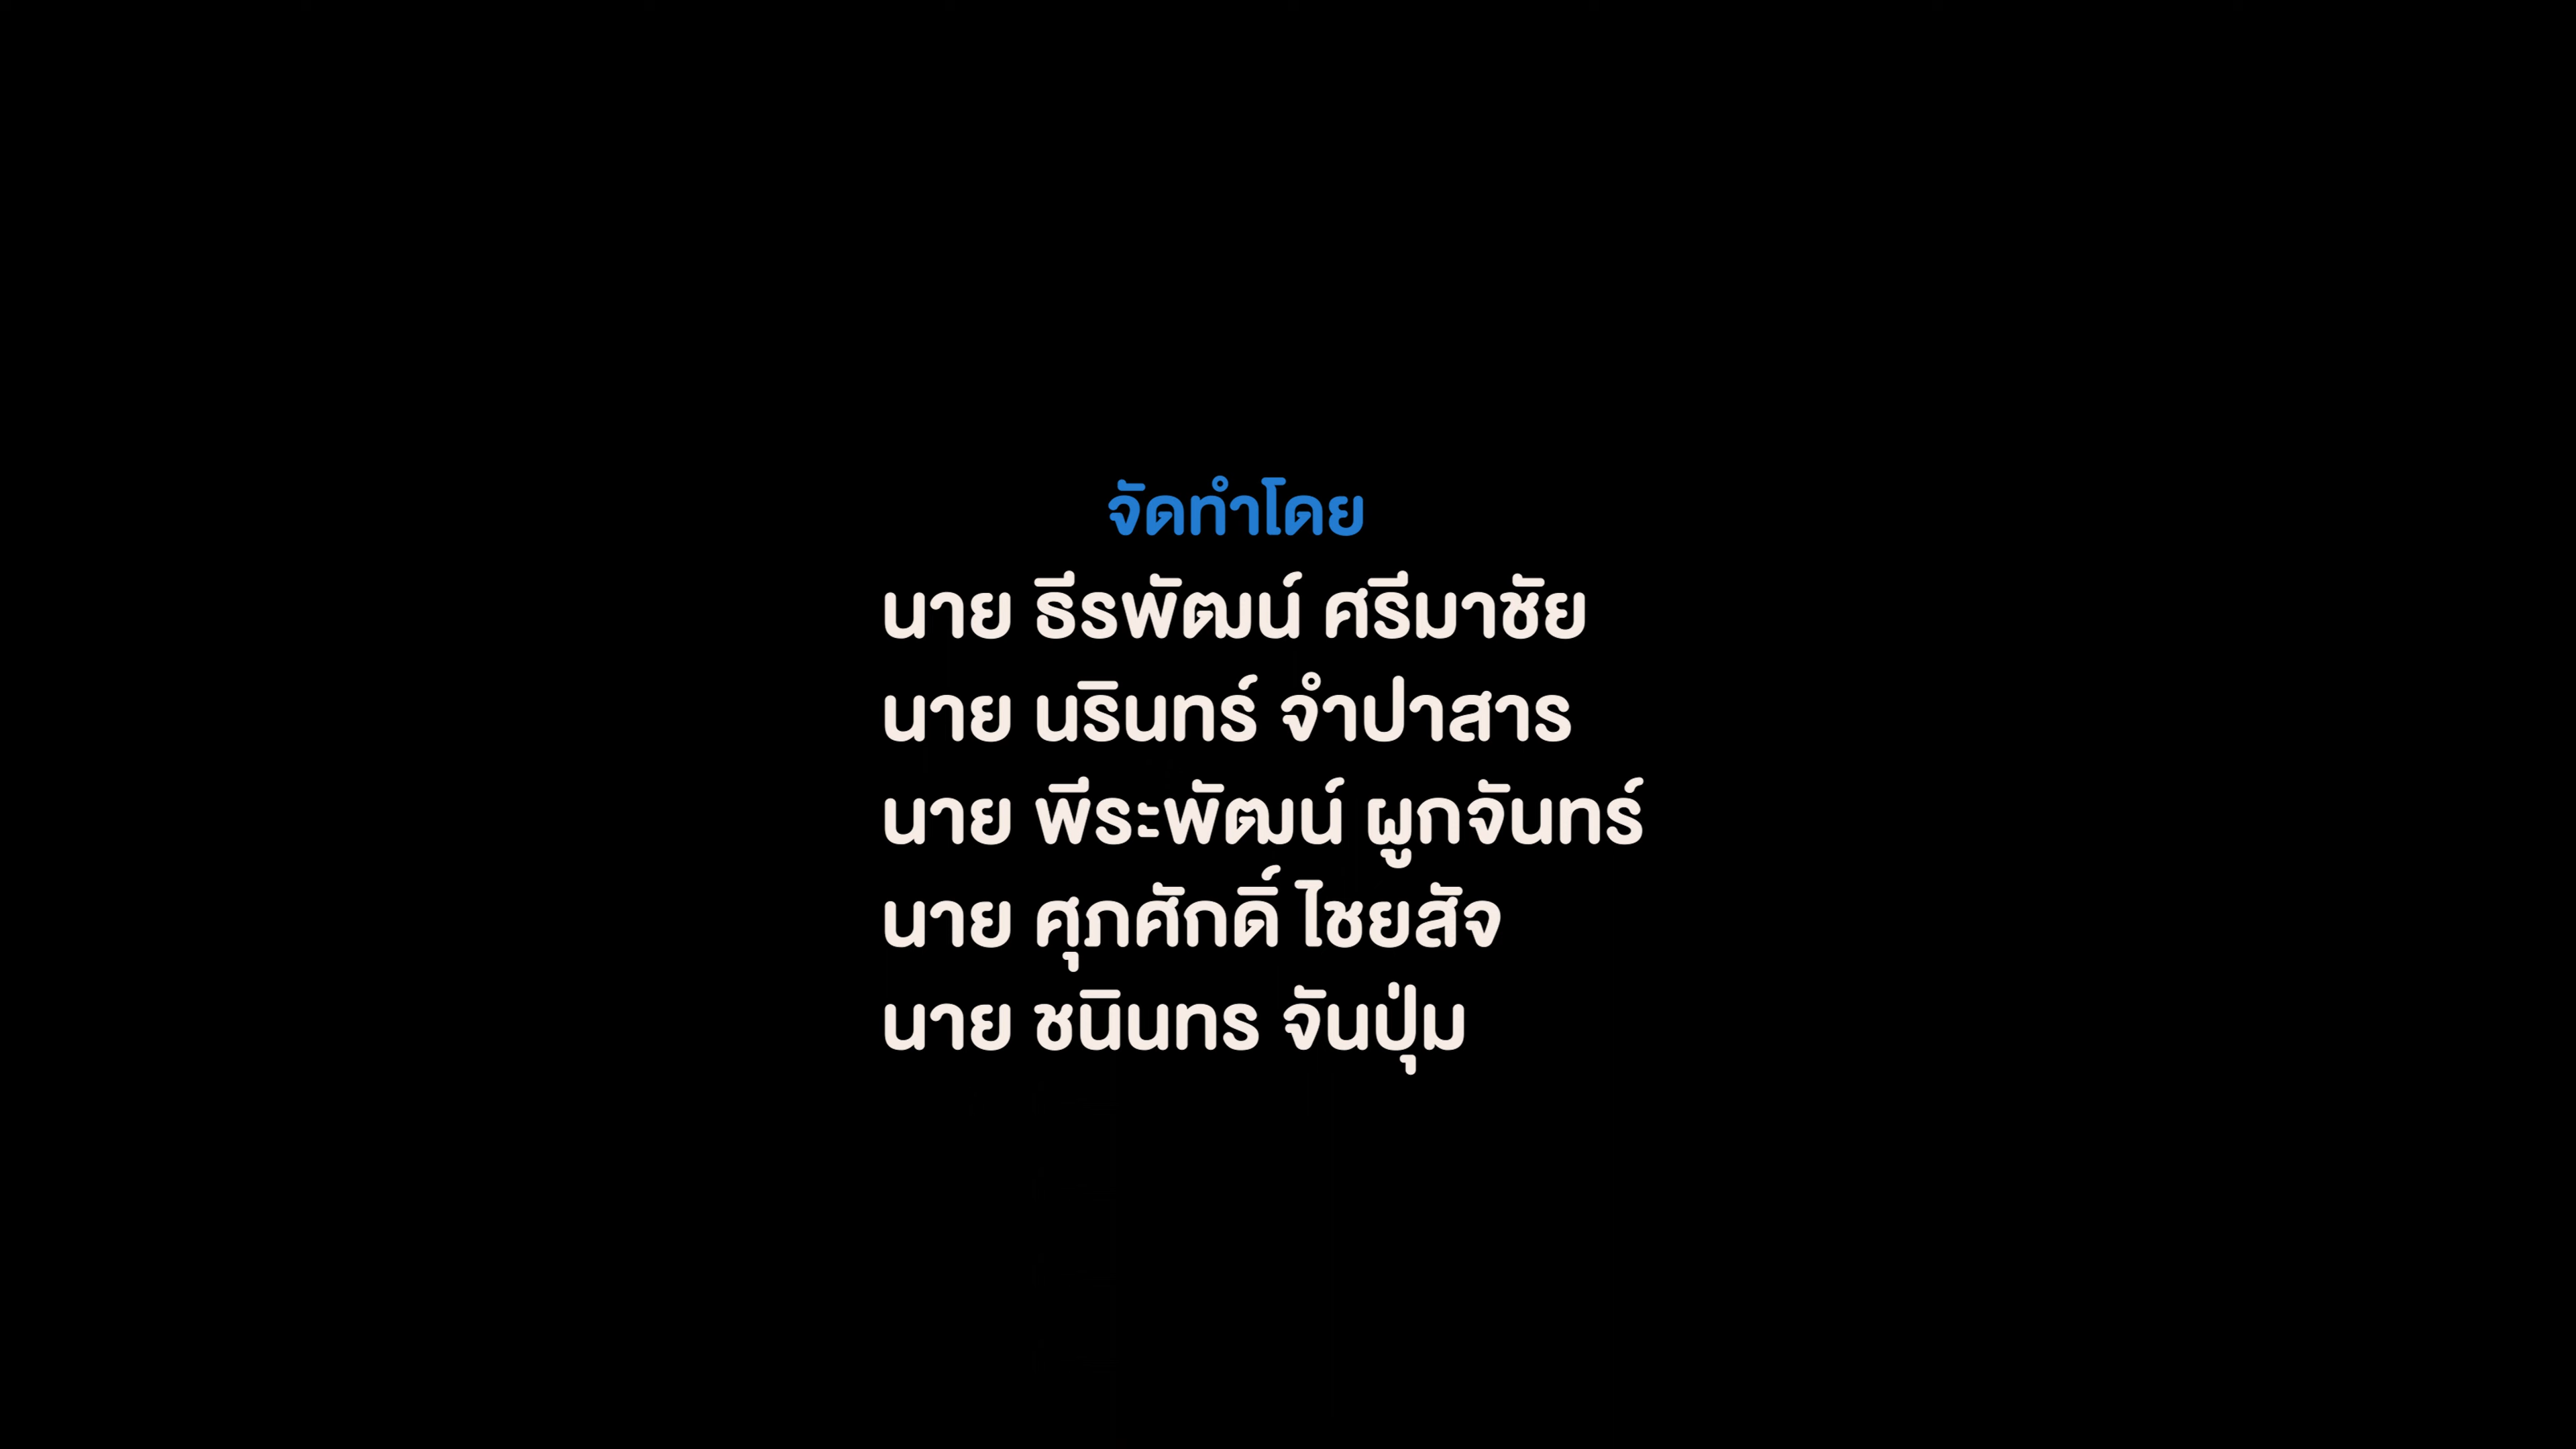 จัดทำโดย
นาย ธีรพัฒน์ ศรีมาชัย
นาย นรินทร์ จำปาสาร
นาย พีระพัฒน์ ผูกจันทร์
นาย ศุภศักดิ์ ไชยสัจ
นาย ชนินทร จันปุ่ม